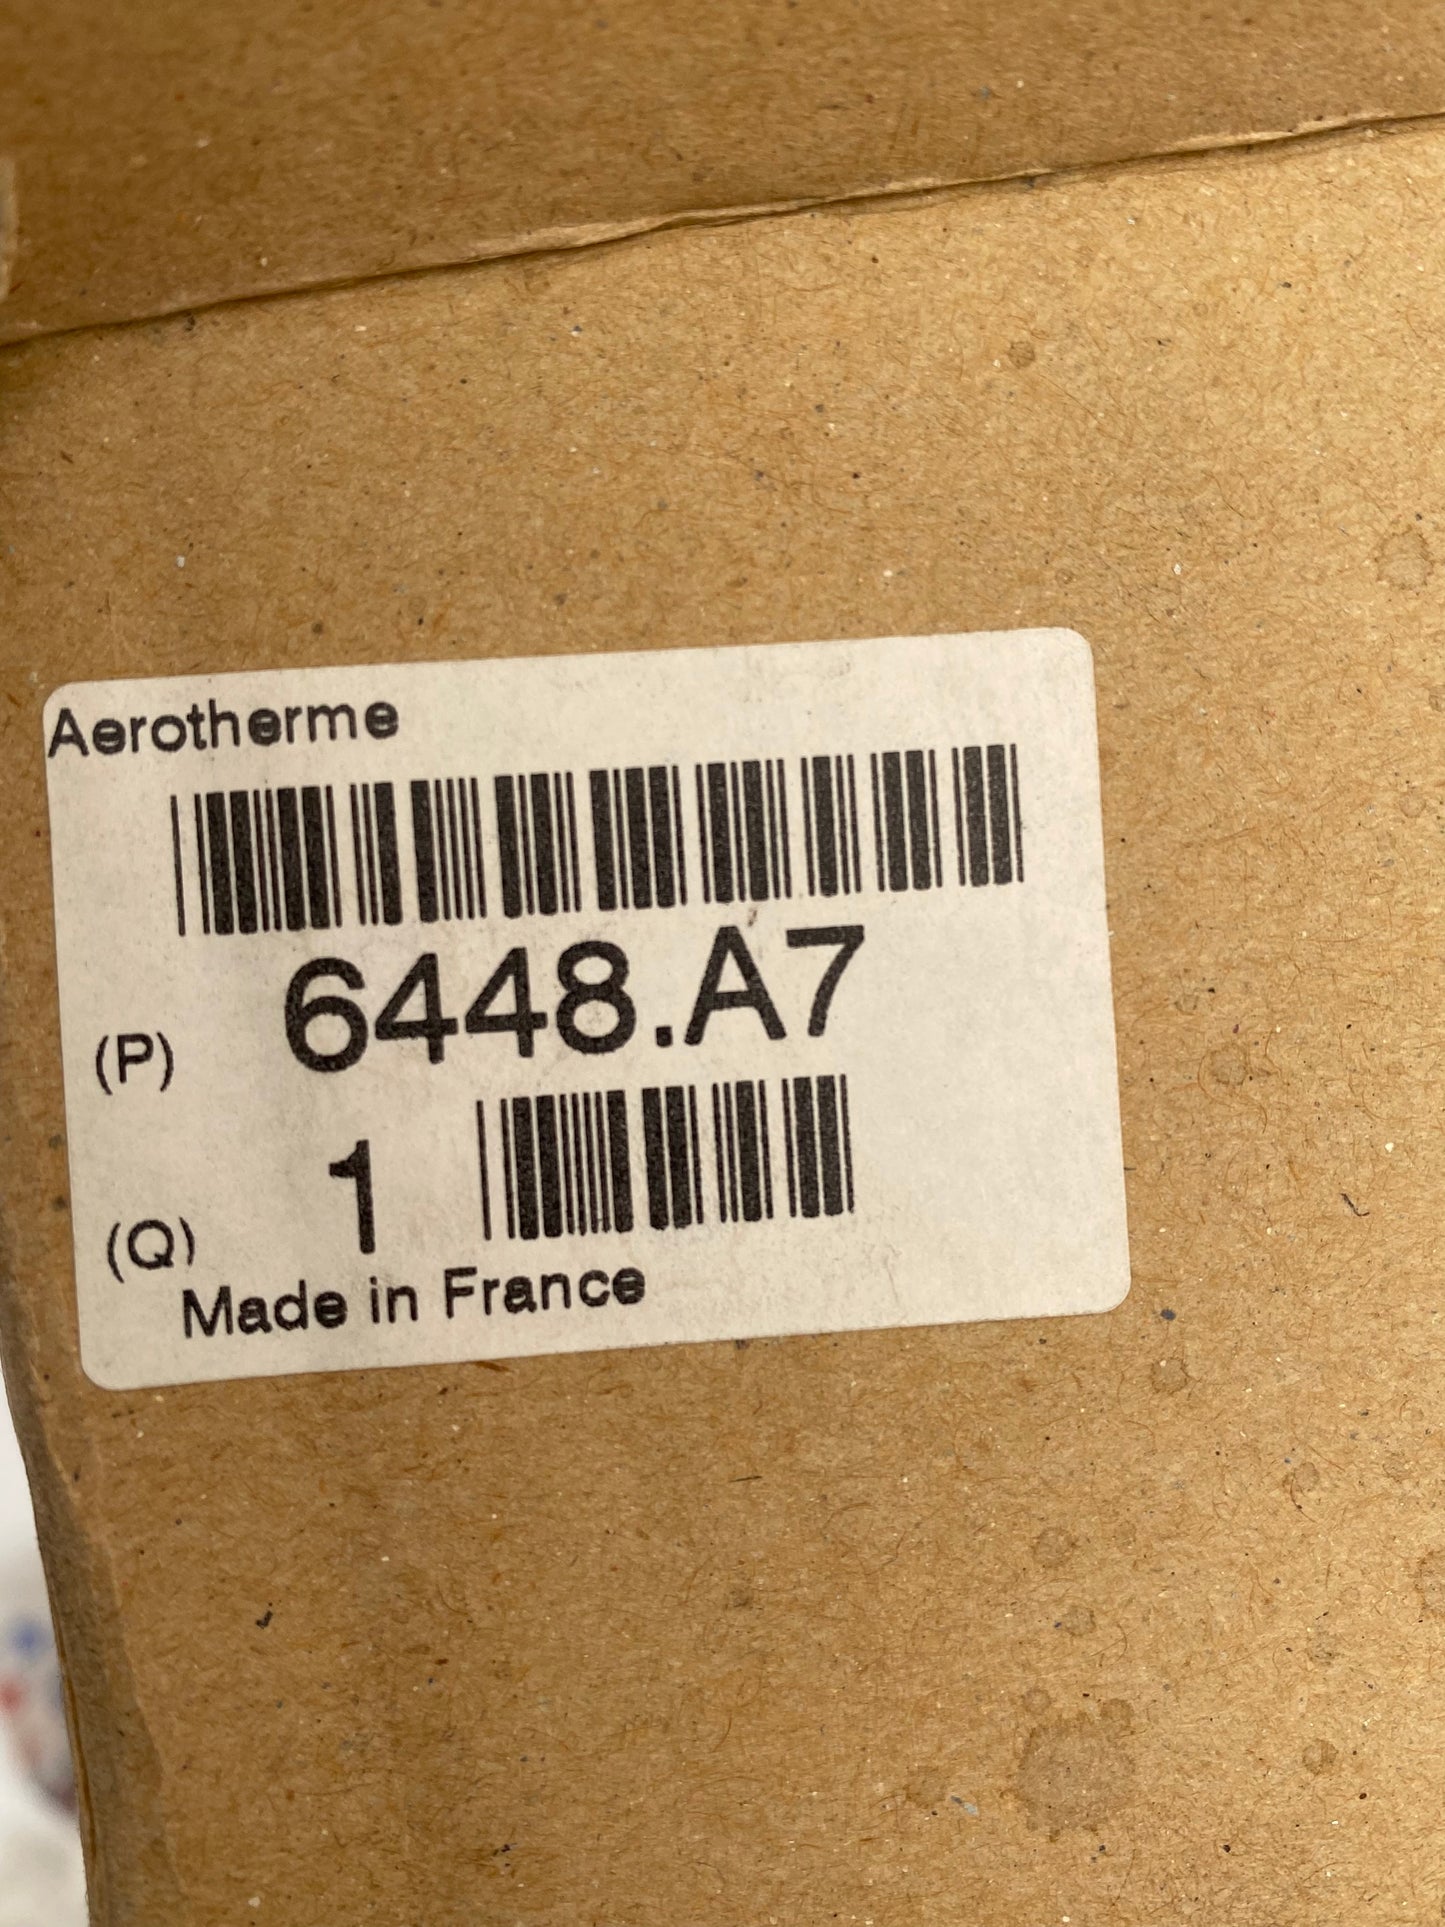 Aerotherme
(P) 6448.A7
(Q) 1
Made in France